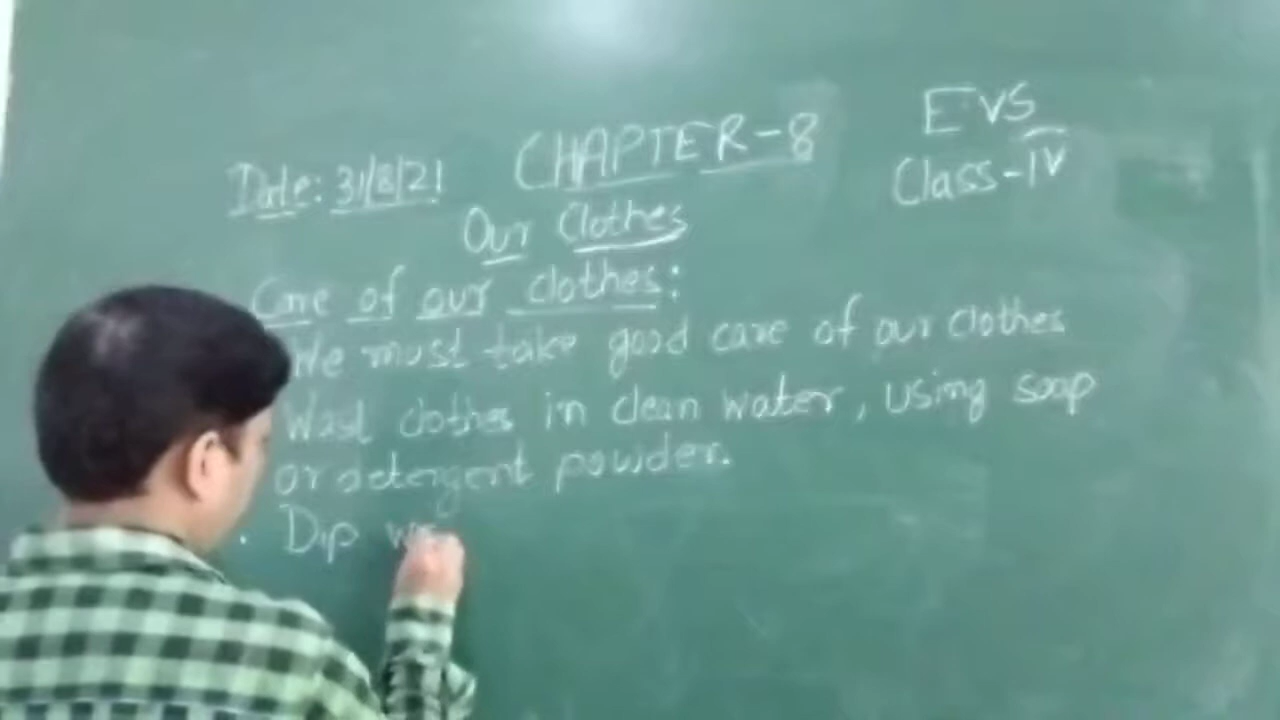 EVS
Date: 31/8/21 CHAPTER-8
Class-IV
Our Clothes
Care of our clothes:
We must take good care of our clothes
Wash clothes in clean water, using soap
or detergent powder.
. Dip